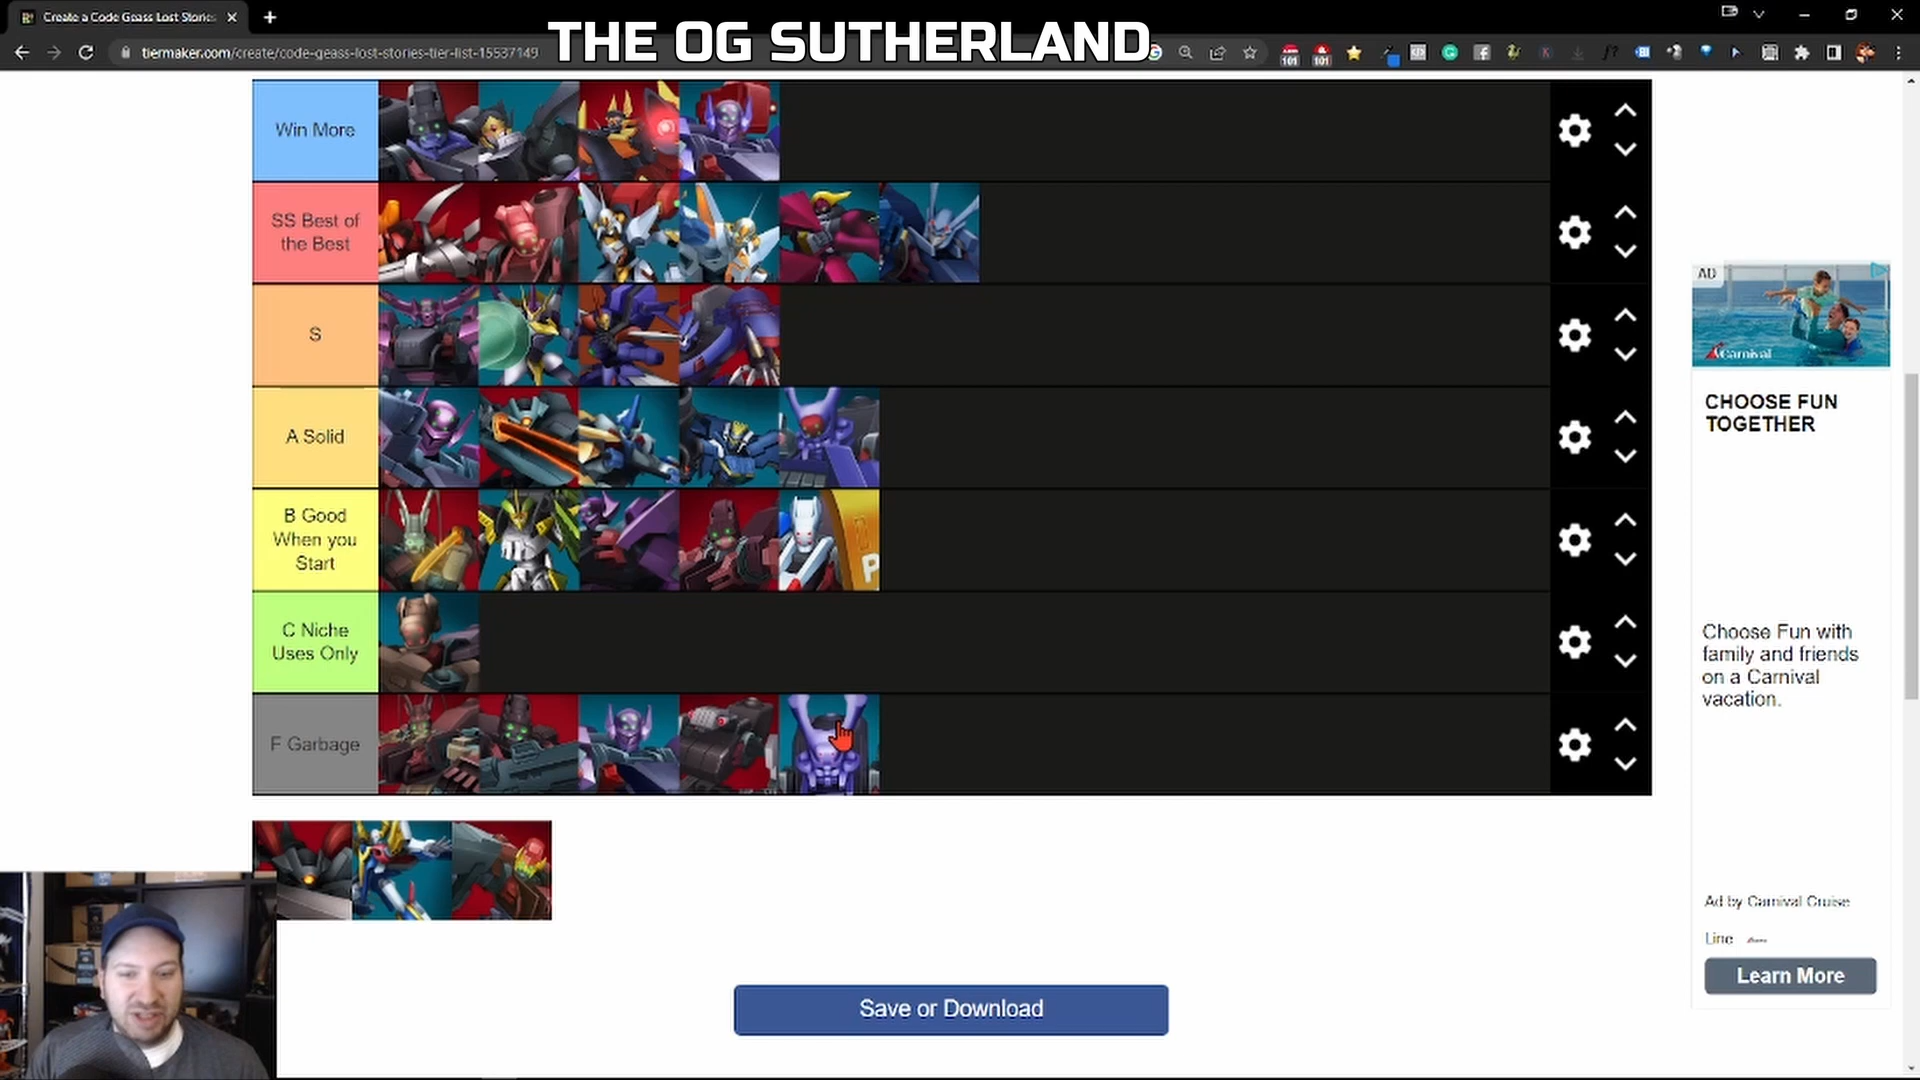 Create a Code Geass Lost Stories
THE OG SUTHERLAND
tiermaker.com/create/code-geass-lost-stories-tier-list-15537149
101
101
Win More
SS Best of
the Best
S
A Solid
B Good
When you
Start
C Niche
Uses Only
F Garbage
P
AD
Carnival
CHOOSE FUN
TOGETHER
Choose Fun with
family and friends
on a Carnival
vacation.
Ad by Carnival Cruise
Line
Learn More
Save or Download